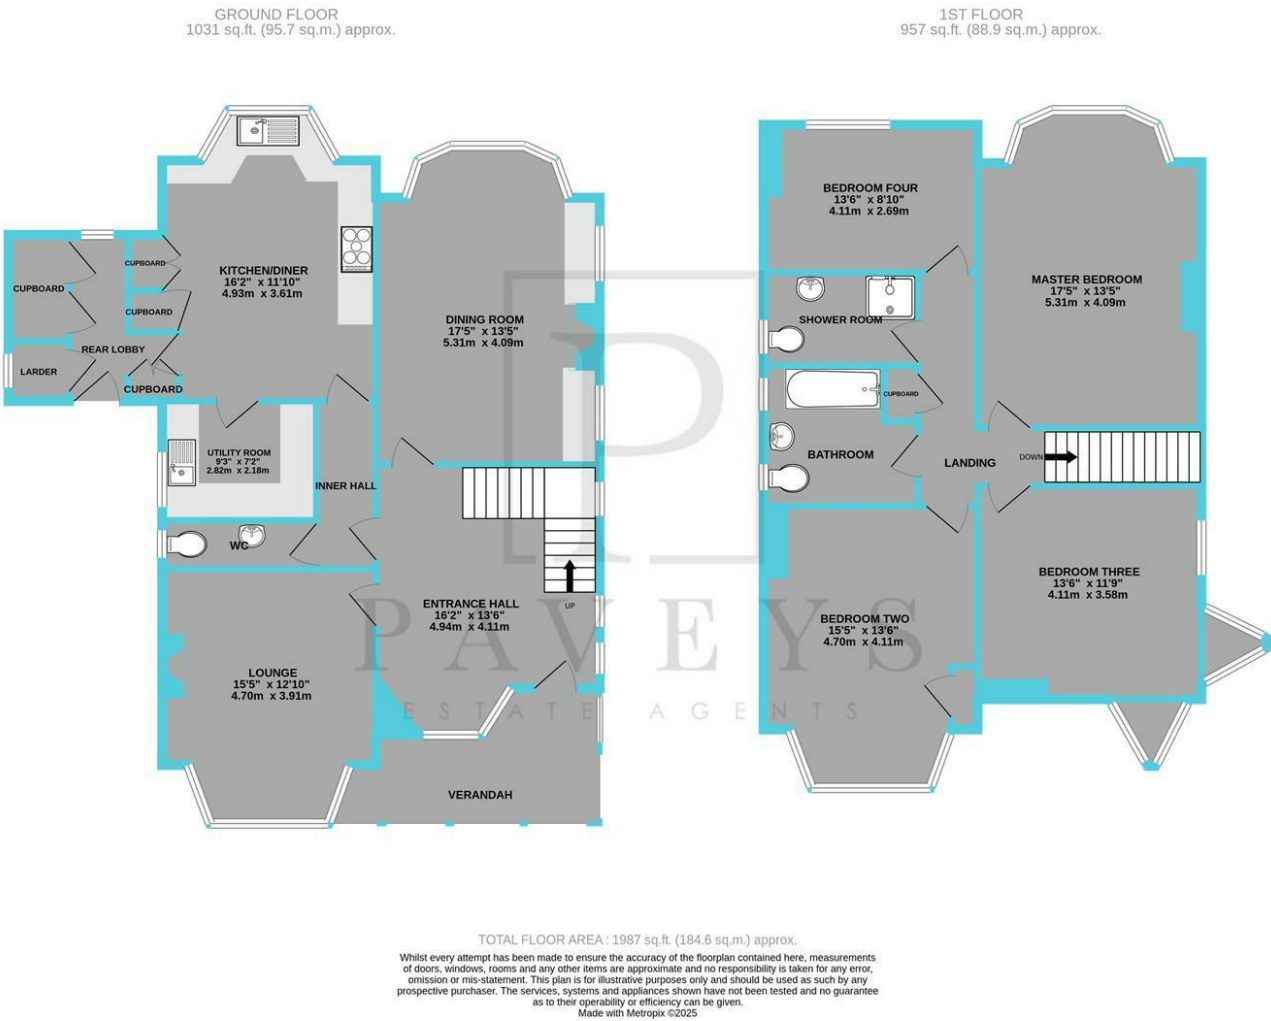 GROUND FLOOR
1031 sq.ft. (95.7 sq.m.) approx.
1ST FLOOR
957 sq.ft. (88.9 sq.m.) approx.
CUPBOARD
CUPBOARD
CUPBOARD
KITCHEN/DINER
16'2" x 11'10"
4.93m x 3.61m
DINING ROOM
17'5" x 13'5"
5.31m x 4.09m
REAR LOBBY
LARDER
CUPBOARD
UTILITY ROOM
9'3" x 7'2"
2.82m x 2.18m
INNER HALL
WC
ENTRANCE HALL
16'2" x 13'6"
4.94m x 4.11m
UP
LOUNGE
15'5" x 12'10"
4.70m x 3.91m
VERANDAH
BEDROOM FOUR
13'6" x 8'10"
4.11m x 2.69m
MASTER BEDROOM
17'5" x 13'5"
5.31m x 4.09m
SHOWER ROOM
CUPBOARD
BATHROOM
LANDING
DOWN
BEDROOM THREE
13'6" x 11'9"
4.11m x 3.58m
BEDROOM TWO
15'5" x 13'6"
4.70m x 4.11m
P
PAVEYS
ESTATE AGENTS
TOTAL FLOOR AREA : 1987 sq.ft. (184.6 sq.m.) approx.
Whilst every attempt has been made to ensure the accuracy of the floorplan contained here, measurements
of doors, windows, rooms and any other items are approximate and no responsibility is taken for any error,
omission or mis-statement. This plan is for illustrative purposes only and should be used as such by any
prospective purchaser. The services, systems and appliances shown have not been tested and no guarantee
as to their operability or efficiency can be given.
Made with Metropix ©2025